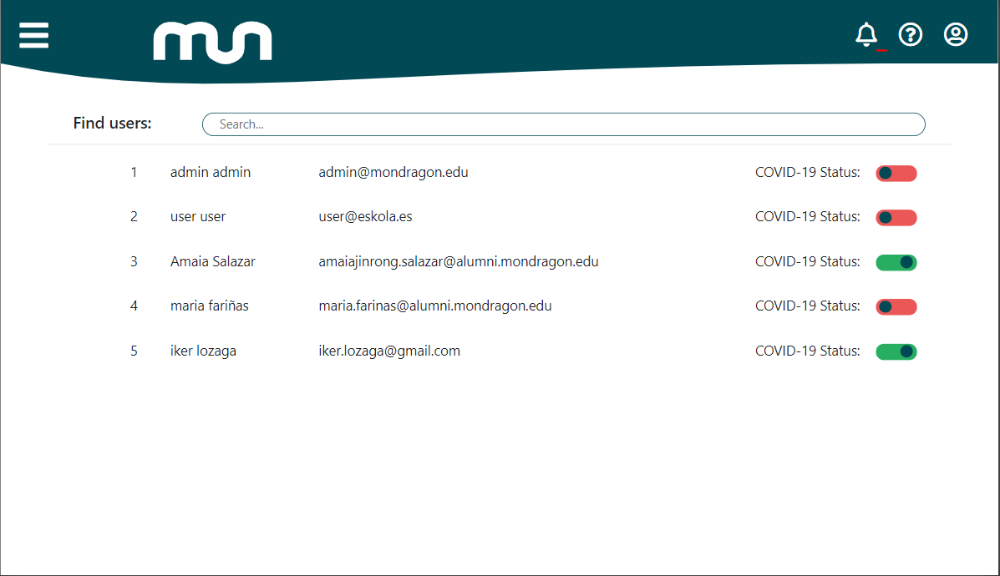 mun
Find users: Search...
1 admin admin admin@mondragon.edu COVID-19 Status:
2 user user user@eskola.es COVID-19 Status:
3 Amaia Salazar amaiajinrong.salazar@alumni.mondragon.edu COVID-19 Status:
4 maria fariñas maria.farinas@alumni.mondragon.edu COVID-19 Status:
5 iker lozaga iker.lozaga@gmail.com COVID-19 Status: